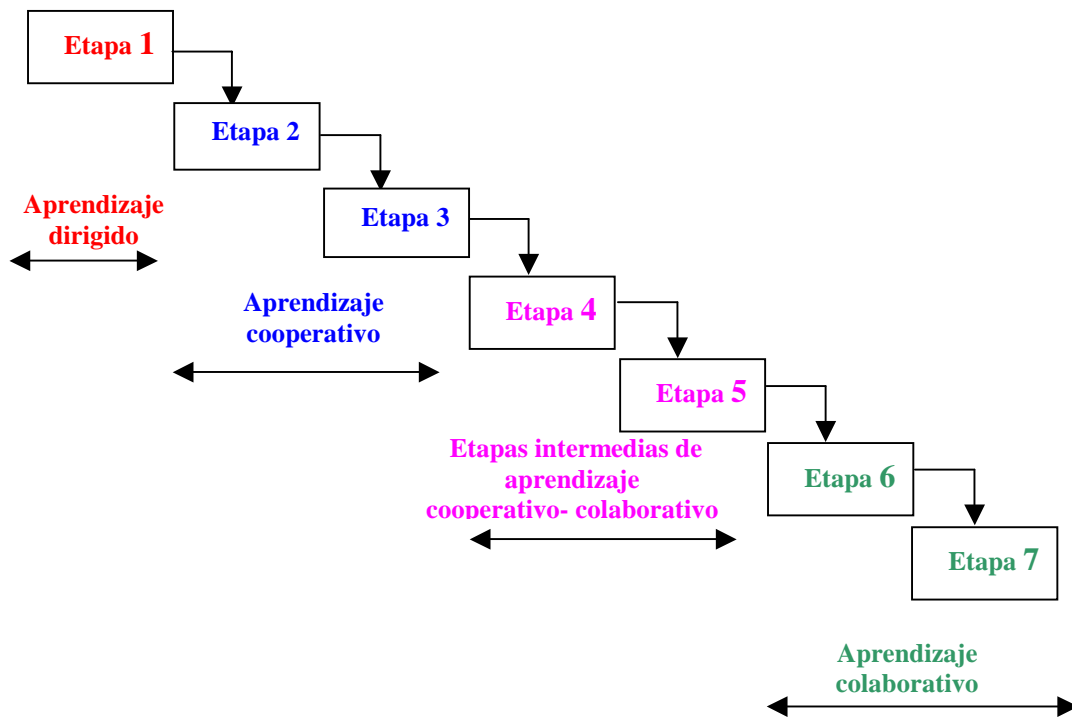 Etapa 1
Etapa 2
Aprendizaje
dirigido
Etapa 3
Aprendizaje
cooperativo
Etapa 4
Etapa 5
Etapas intermedias de
aprendizaje
cooperativo- colaborativo
Etapa 6
Etapa 7
Aprendizaje
colaborativo